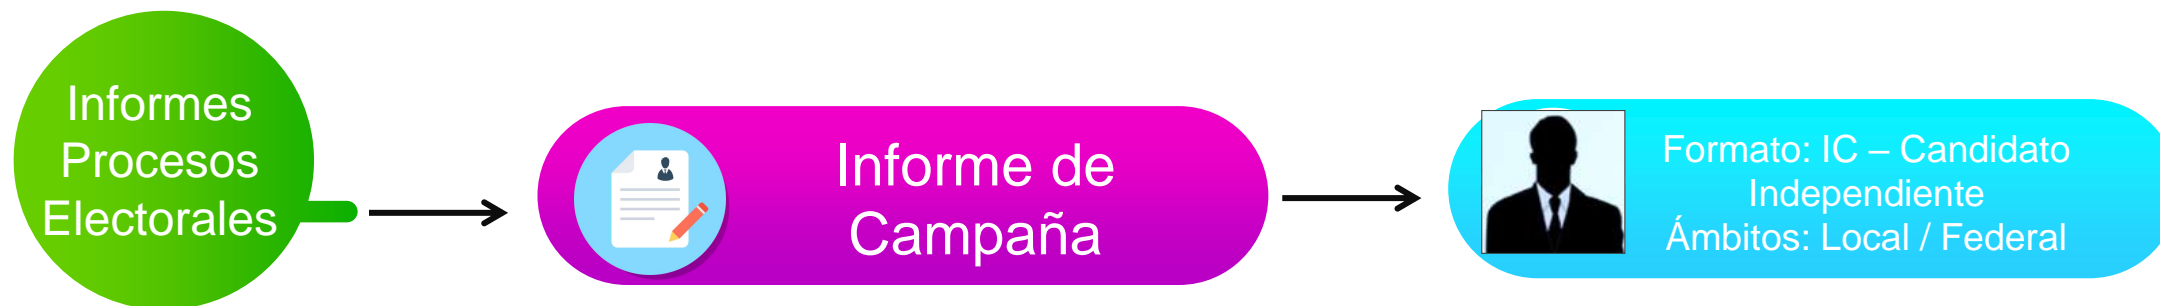 Informes
Procesos
Electorales
Informe de
Campaña
Formato: IC – Candidato
Independiente
Ámbitos: Local / Federal